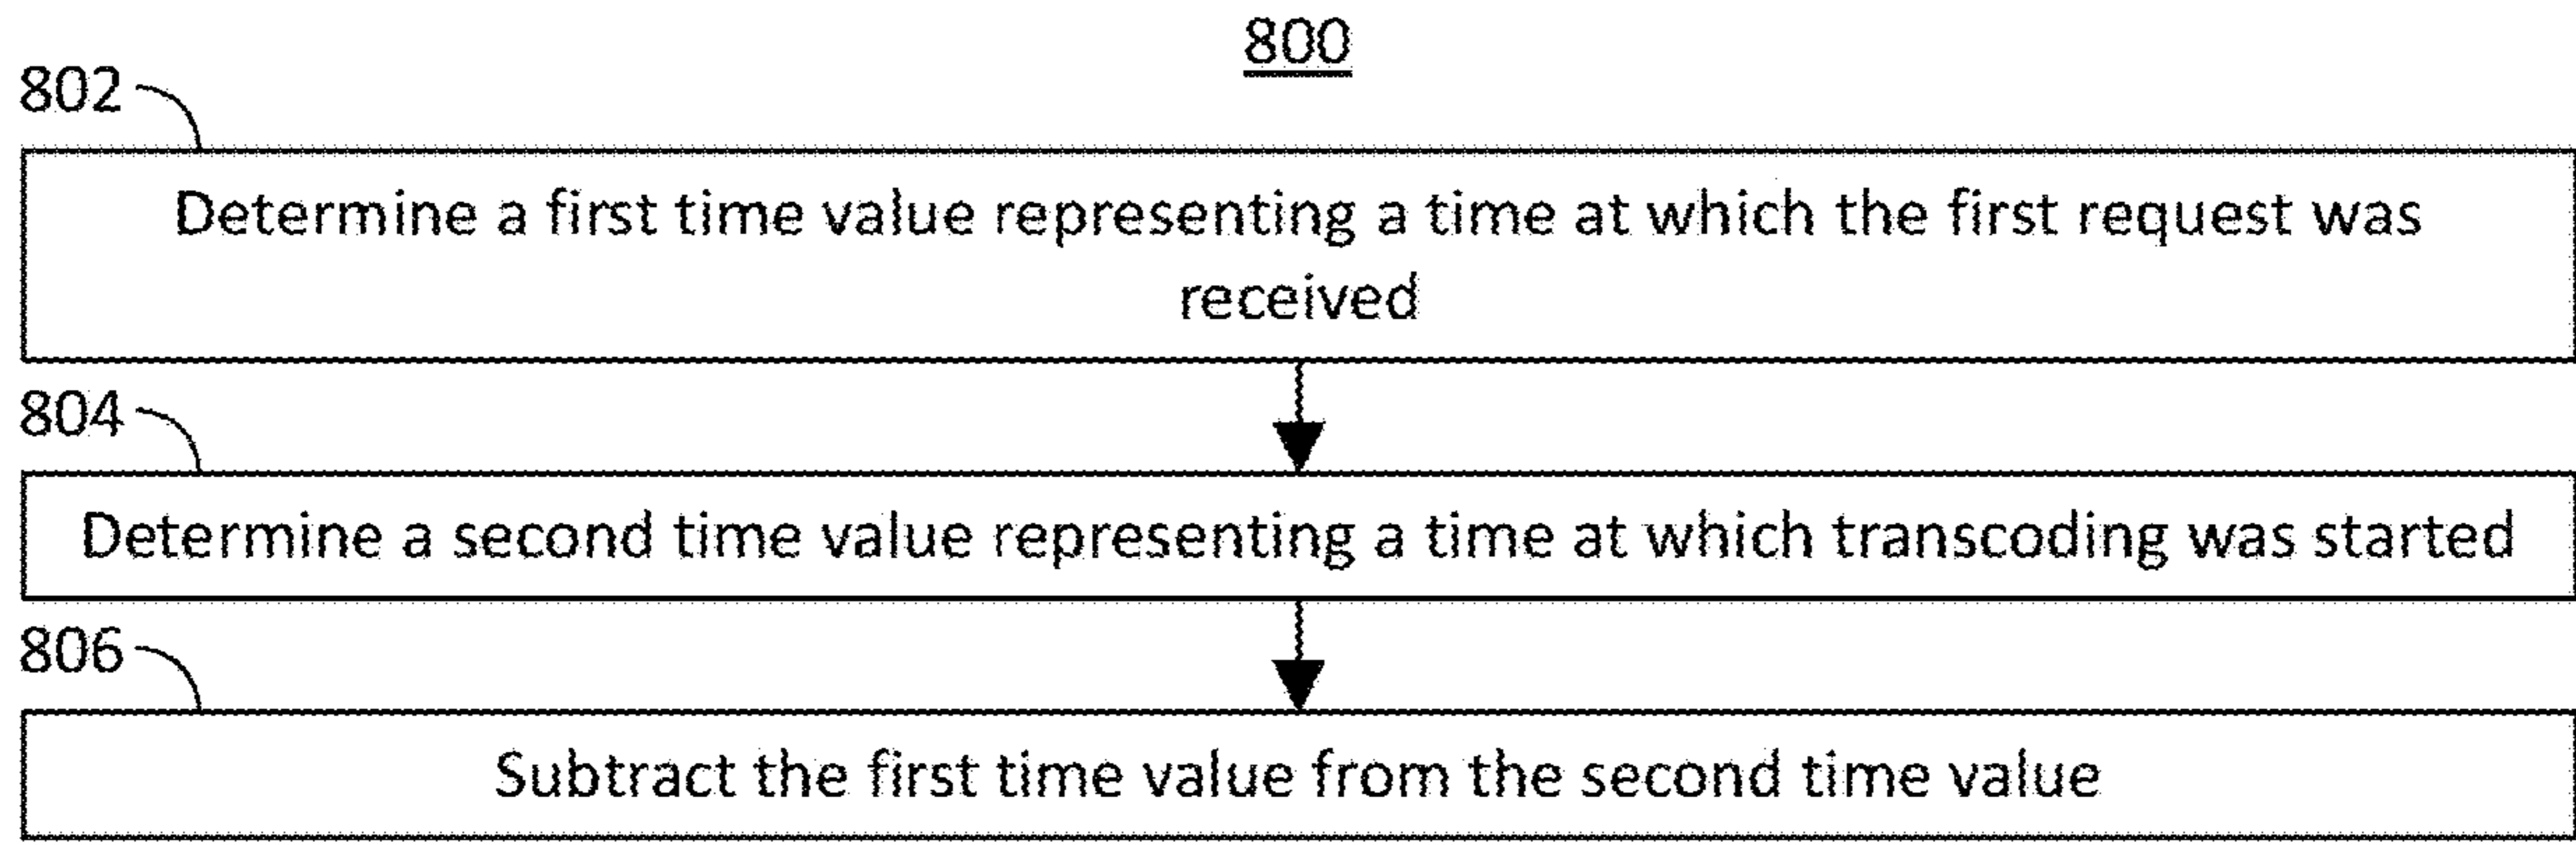 800
802
Determine a first time value representing a time at which the first request was
received
804
Determine a second time value representing a time at which transcoding was started
806
Subtract the first time value from the second time value